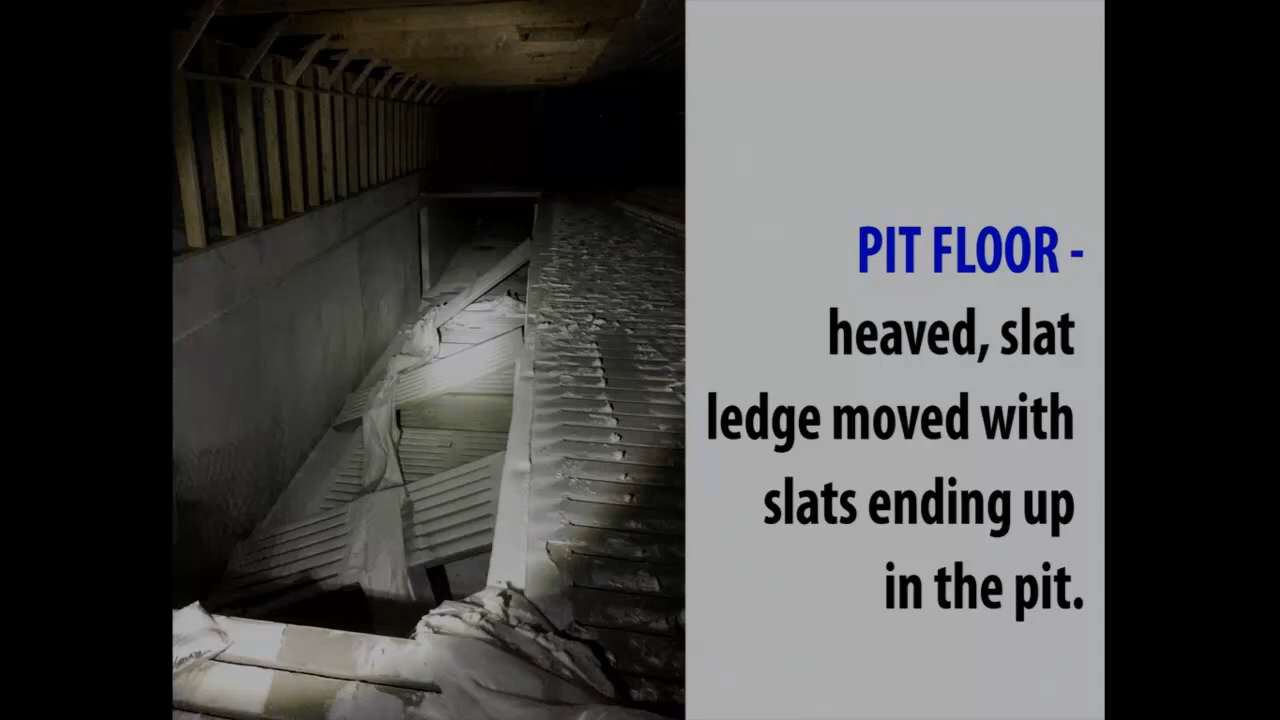 PIT FLOOR -
heaved, slat
ledge moved with
slats ending up
in the pit.